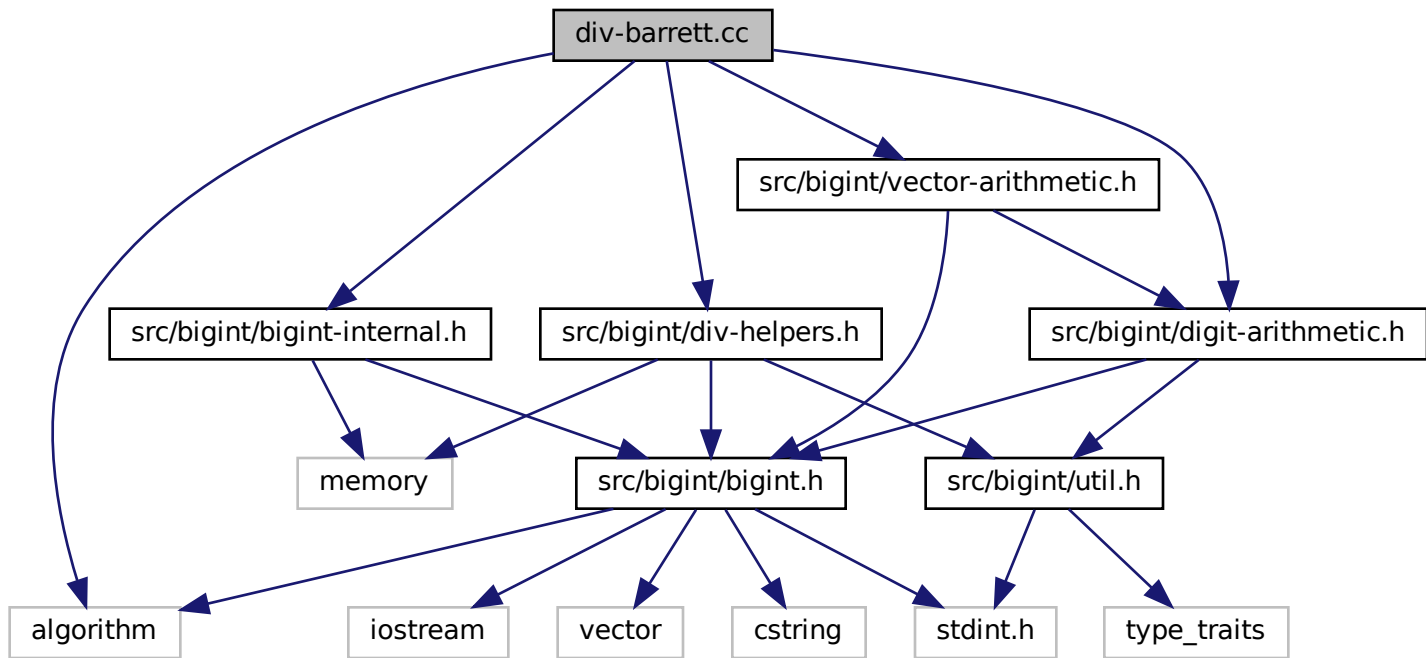 div-barrett.cc
src/bigint/vector-arithmetic.h
src/bigint/bigint-internal.h
src/bigint/div-helpers.h
src/bigint/digit-arithmetic.h
memory
src/bigint/bigint.h
src/bigint/util.h
algorithm
iostream
vector
cstring
stdint.h
type_traits